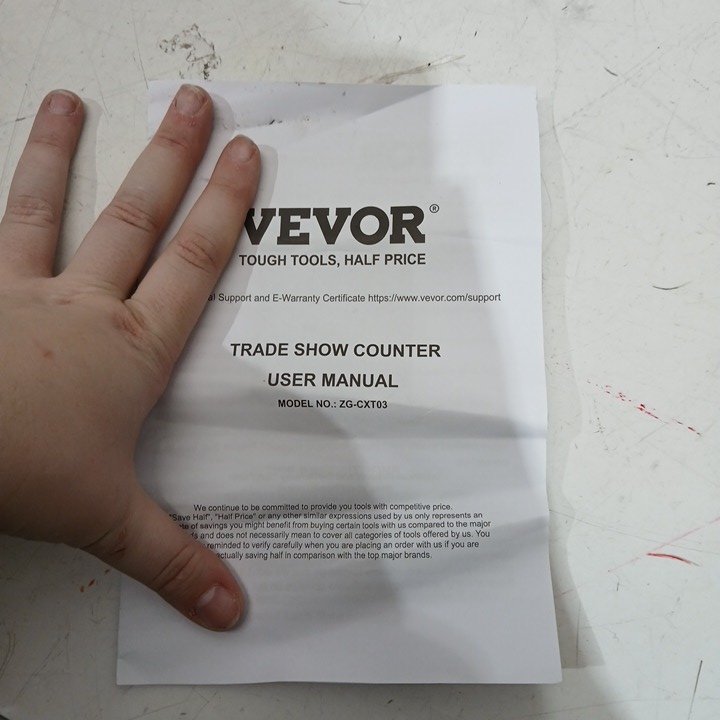 VEVOR®
TOUGH TOOLS, HALF PRICE
Support and E-Warranty Certificate https://www.vevor.com/support
TRADE SHOW COUNTER
USER MANUAL
MODEL NO.: ZG-CXT03
We continue to be committed to provide you tools with competitive price.
"Save Half", "Half Price" or any other similar expressions used by us only represents an
of savings you might benefit from buying certain tools with us compared to the major
and does not necessarily mean to cover all categories of tools offered by us. You
reminded to verify carefully when you are placing an order with us if you are
actually saving half in comparison with the top major brands.